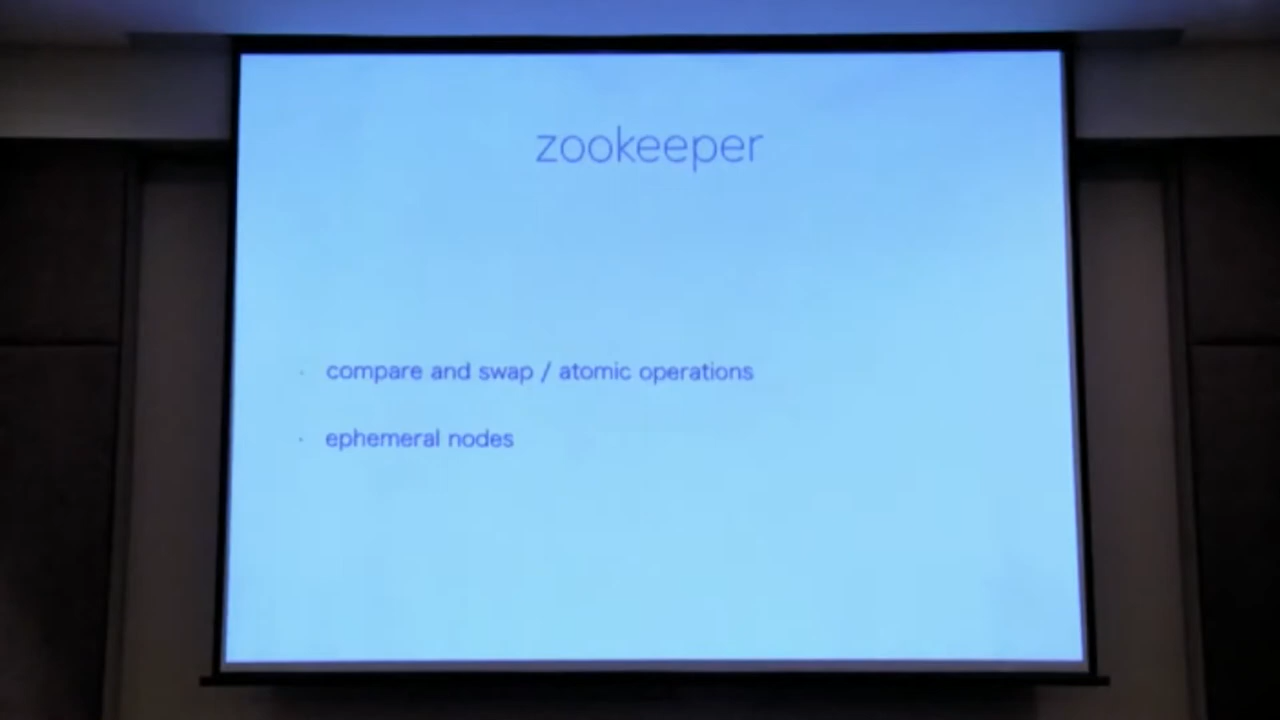 zookeeper
· compare and swap / atomic operations
· ephemeral nodes